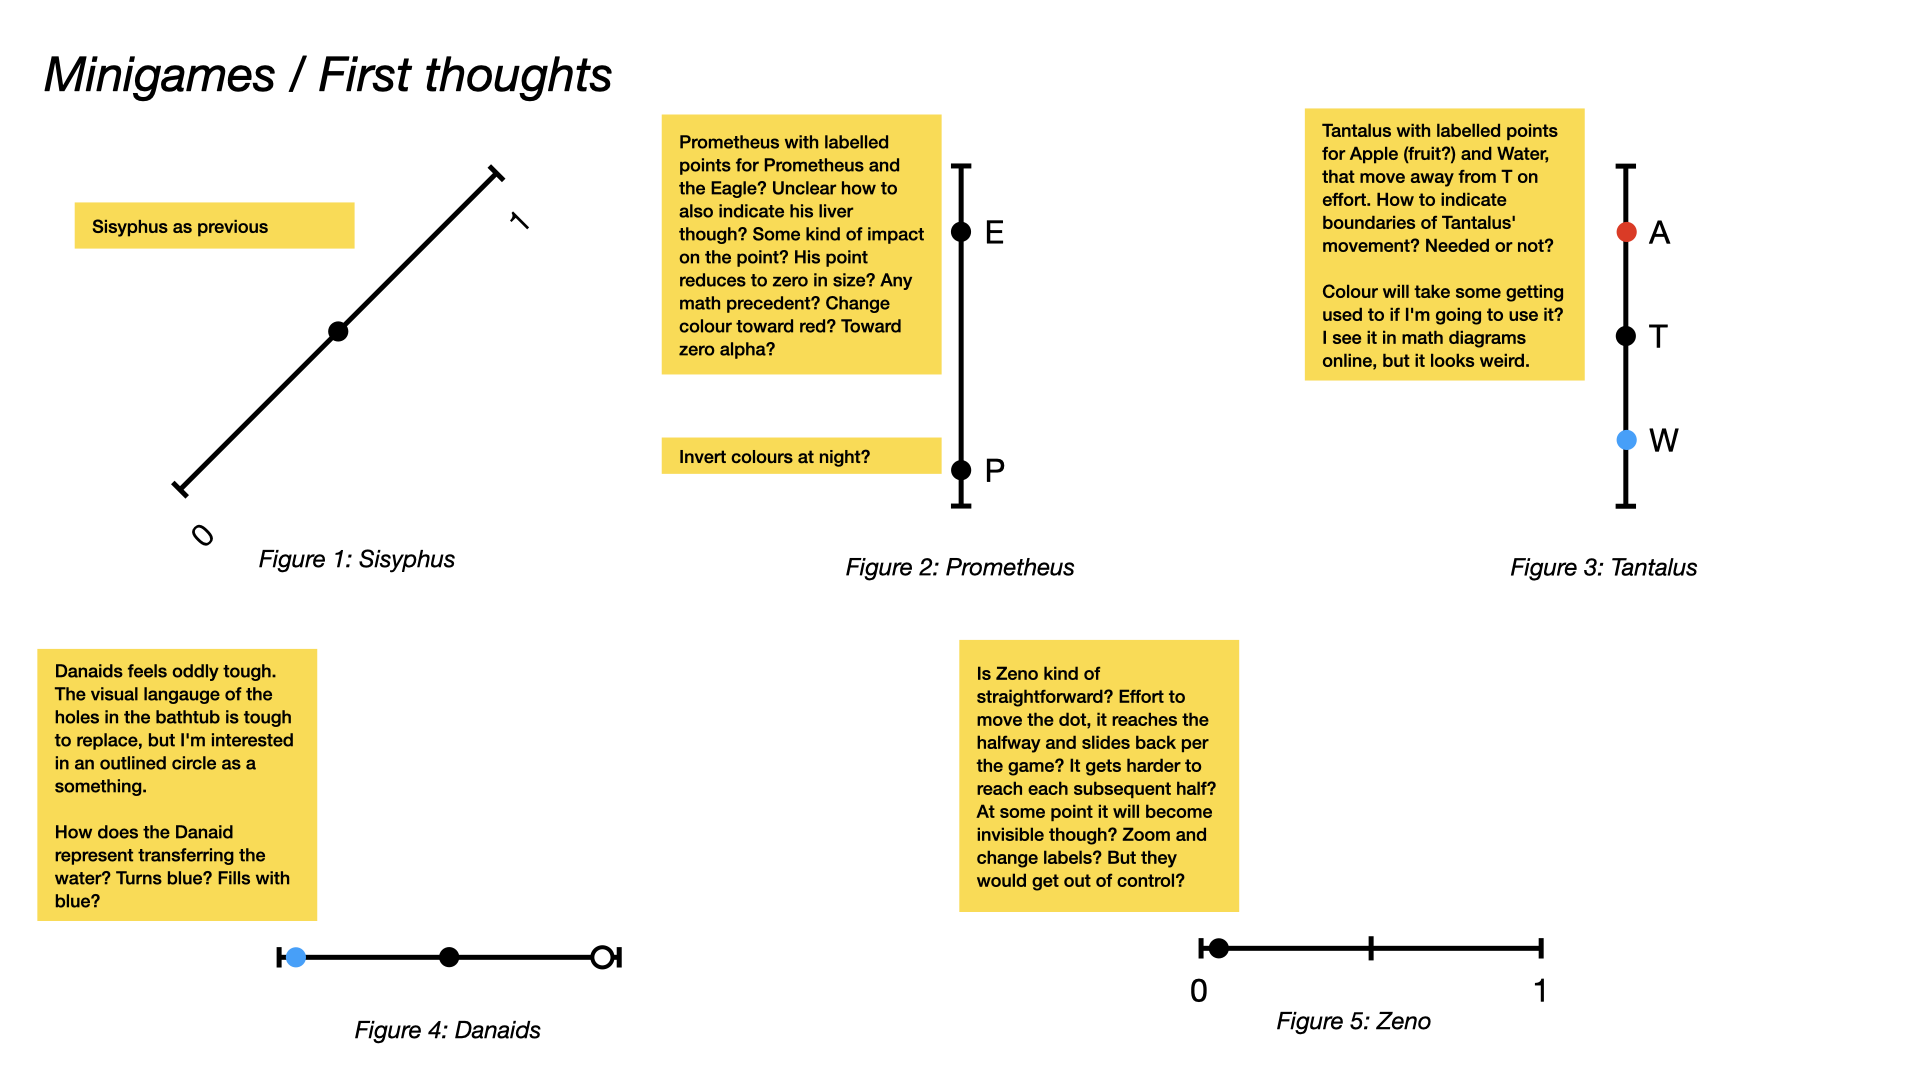 Minigames / First thoughts
Sisyphus as previous
1
0
Figure 1: Sisyphus
Prometheus with labelled
points for Prometheus and
the Eagle? Unclear how to
also indicate his liver
though? Some kind of impact
on the point? His point
reduces to zero in size? Any
math precedent? Change
colour toward red? Toward
zero alpha?
Invert colours at night?
E
P
Figure 2: Prometheus
Tantalus with labelled points
for Apple (fruit?) and Water,
that move away from T on
effort. How to indicate
boundaries of Tantalus'
movement? Needed or not?
Colour will take some getting
used to if I'm going to use it?
I see it in math diagrams
online, but it looks weird.
A
T
W
Figure 3: Tantalus
Danaids feels oddly tough.
The visual langauge of the
holes in the bathtub is tough
to replace, but I'm interested
in an outlined circle as a
something.
How does the Danaid
represent transferring the
water? Turns blue? Fills with
blue?
Figure 4: Danaids
Is Zeno kind of
straightforward? Effort to
move the dot, it reaches the
halfway and slides back per
the game? It gets harder to
reach each subsequent half?
At some point it will become
invisible though? Zoom and
change labels? But they
would get out of control?
0
1
Figure 5: Zeno